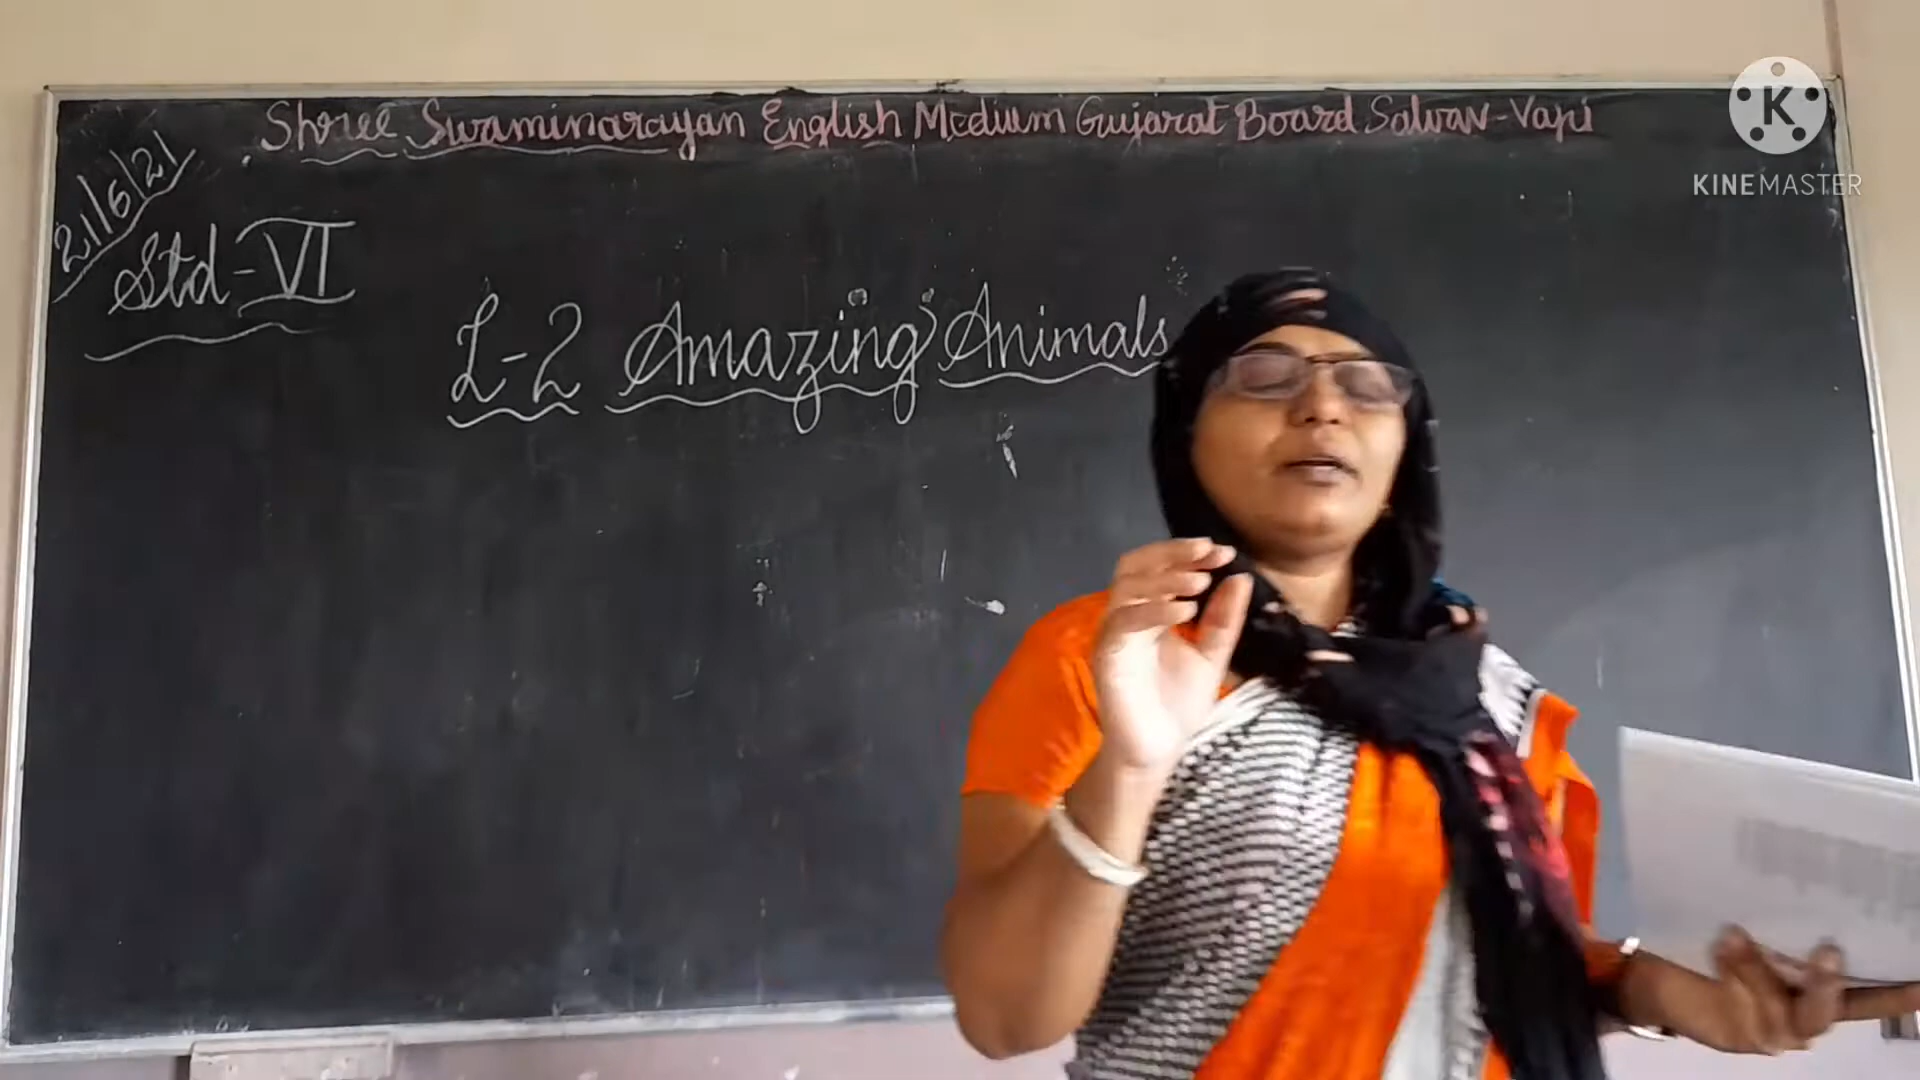 Shree Swaminarayan English Medium Gujarat Board Salvav-Vapi
21/6/21
Std-VI
L-2 Amazing Animals
KINEMASTER